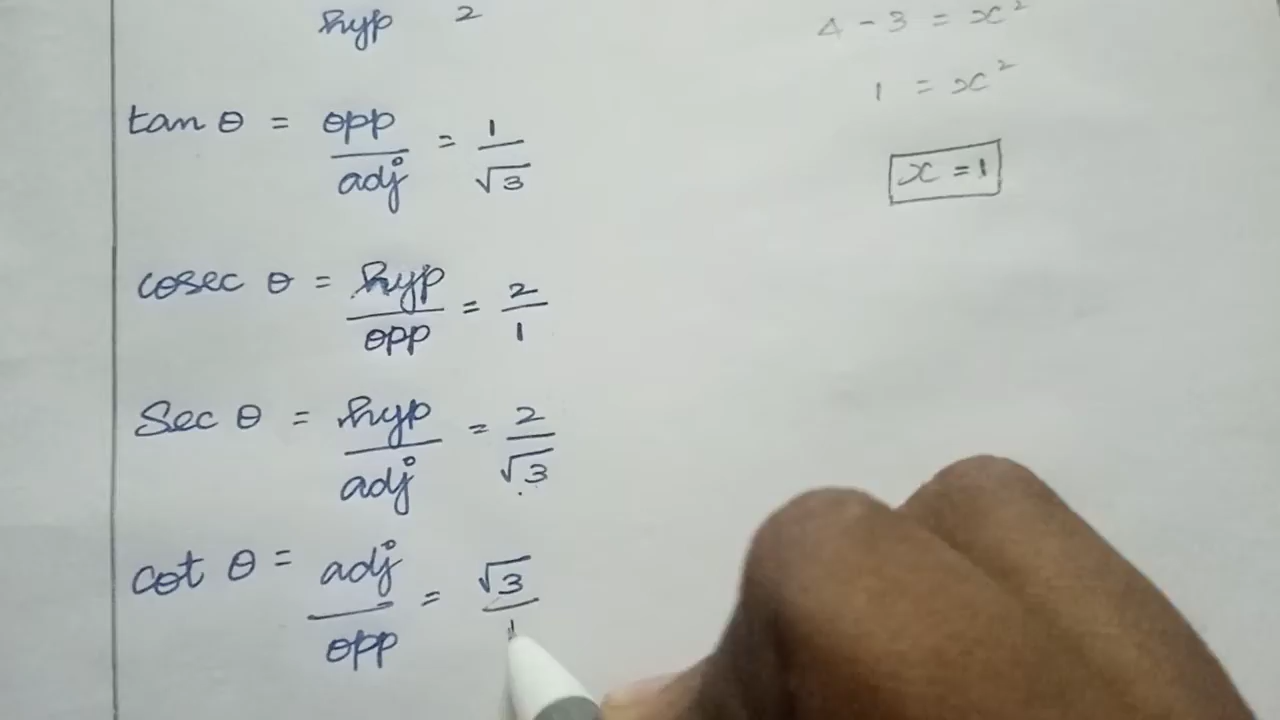 hyp 2
4 - 3 = x²
1 = x²
x = 1
tan θ = opp/adj = 1/√3
cosec θ = hyp/opp = 2/1
Sec θ = hyp/adj = 2/√3
cot θ = adj/opp = √3/1